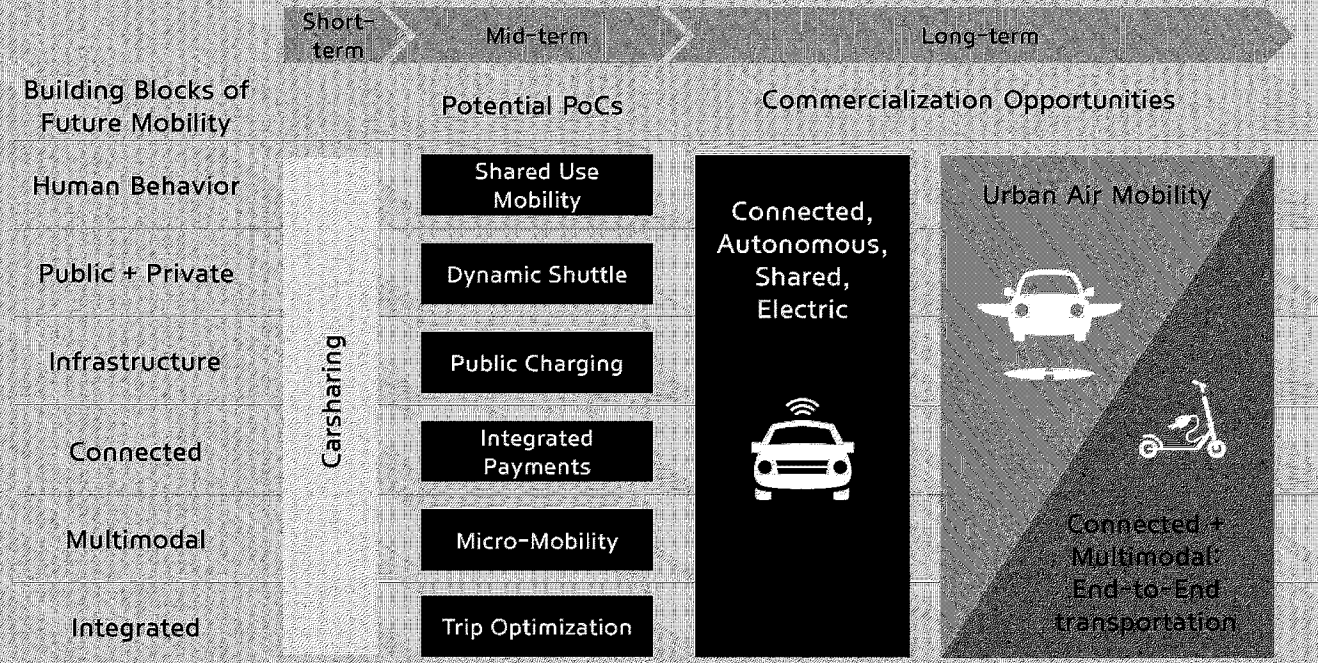 Short-
term
Mid-term
Long-term
Building Blocks of
Future Mobility
Potential PoCs
Commercialization Opportunities
Human Behavior
Public + Private
Infrastructure
Connected
Multimodal
Integrated
Carsharing
Shared Use
Mobility
Dynamic Shuttle
Public Charging
Integrated
Payments
Micro-Mobility
Trip Optimization
Connected,
Autonomous,
Shared,
Electric
Urban Air Mobility
Connected +
Multimodal:
End-to-End
transportation